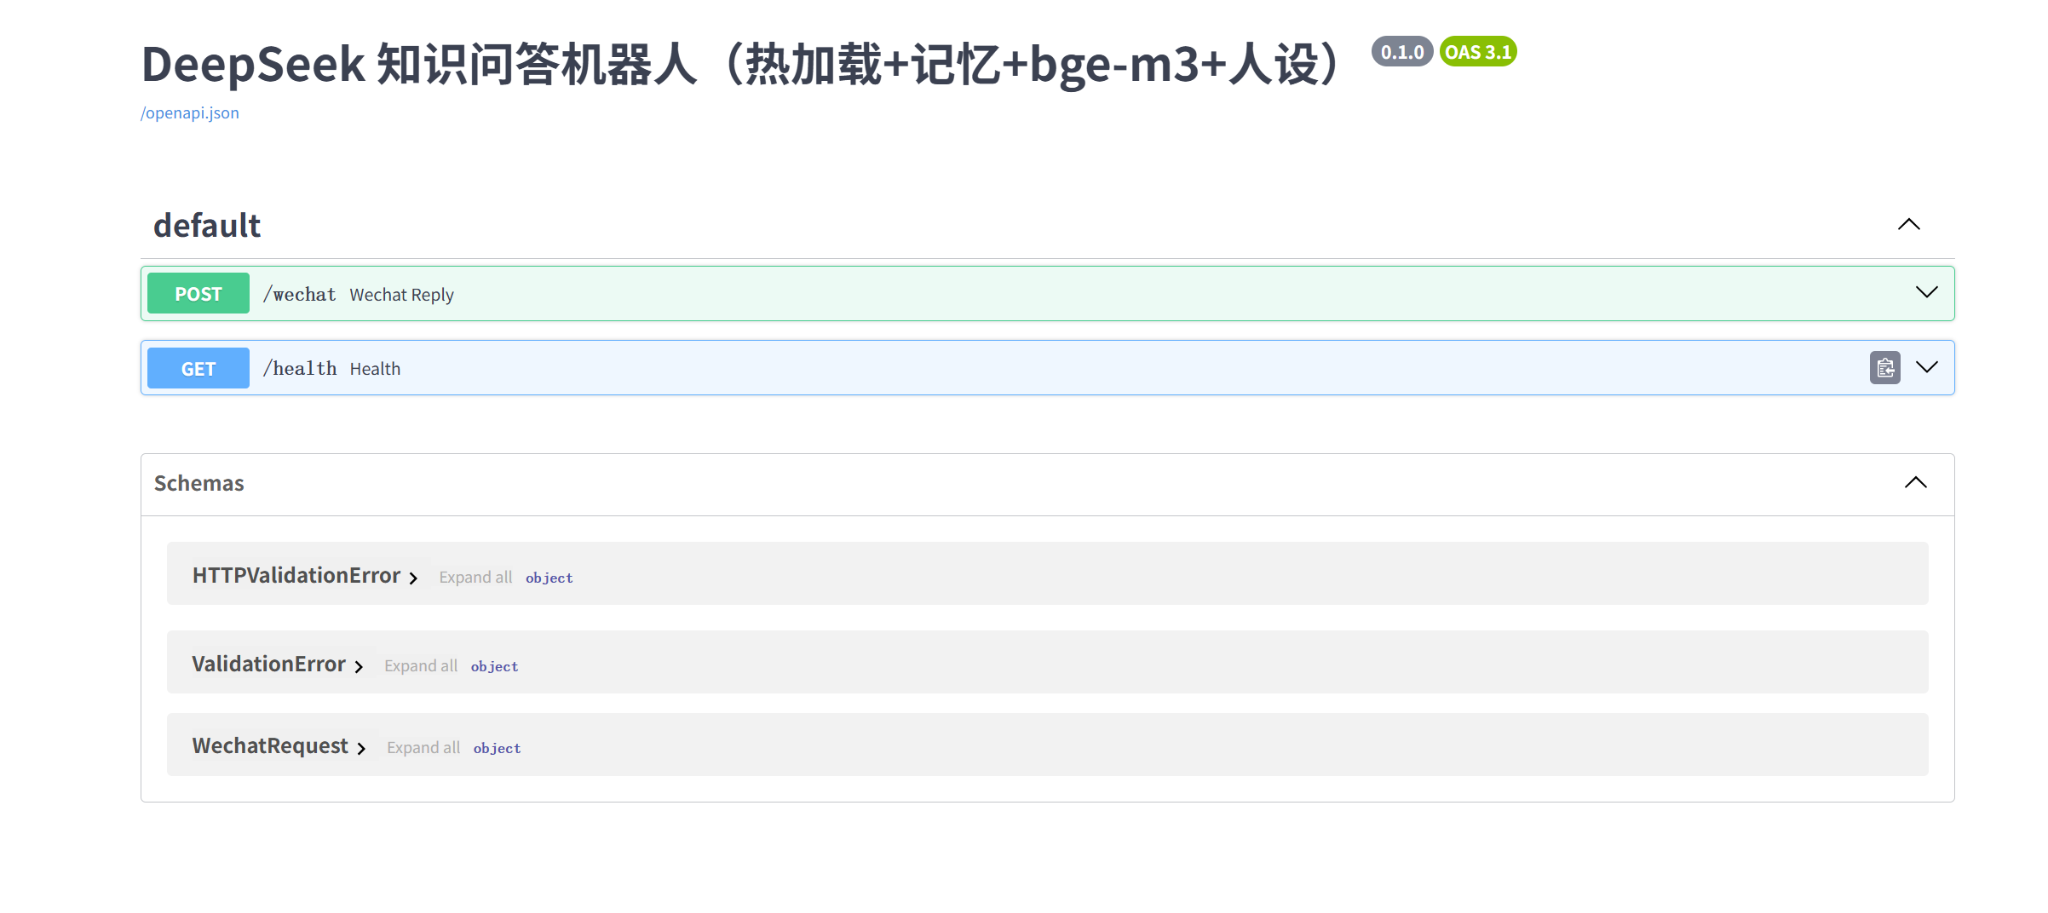 DeepSeek 知识问答机器人（热加载+记忆+bge-m3+人设） 0.1.0 OAS 3.1
/openapi.json
default
POST /wechat Wechat Reply
GET /health Health
Schemas
HTTPValidationError Expand all object
ValidationError Expand all object
WechatRequest Expand all object